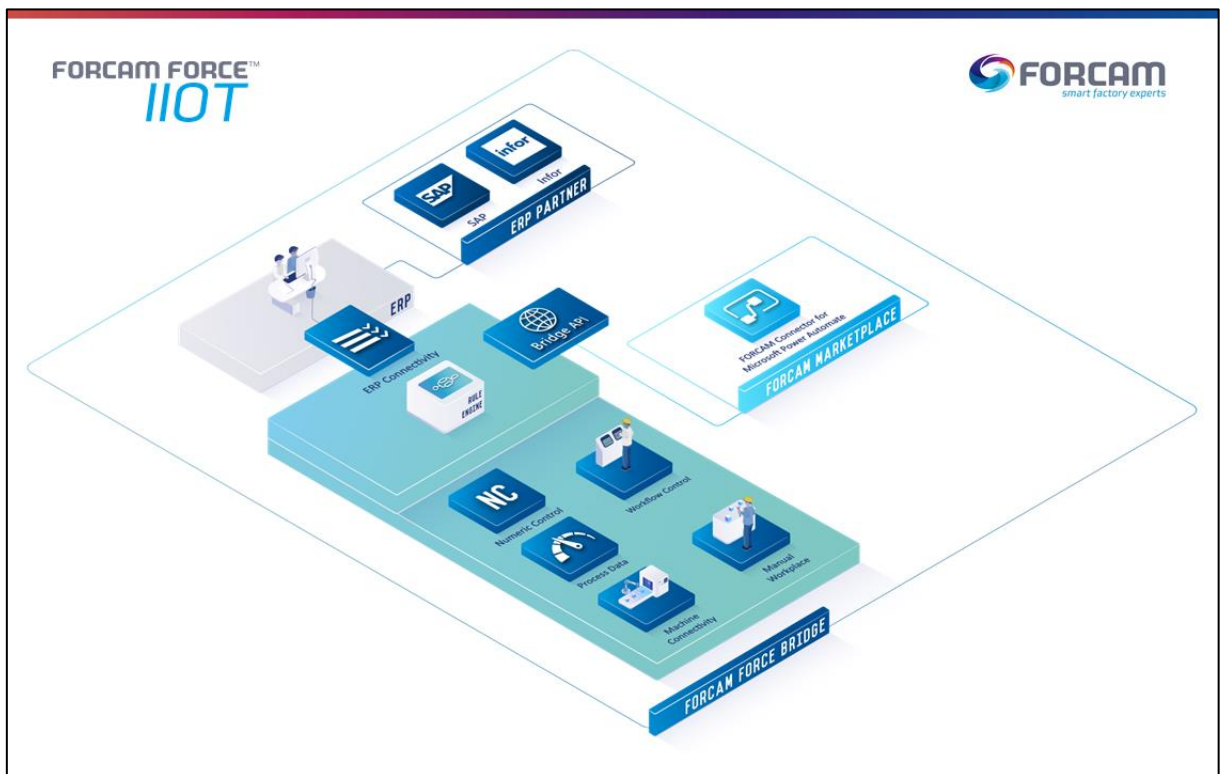 FORCAM FORCE™
IIOT
FORCAM
smart factory experts
infor
Infor
SAP
SAP
ERP PARTNER
ERP
ERP Connectivity
Bridge API
RULE
ENGINE
FORCAM Connector for
Microsoft Power Automate
FORCAM MARKETPLACE
NC
Numeric Control
Workflow Control
Process Data
Manual
Workplace
Machine
Connectivity
FORCAM FORCE BRIDGE